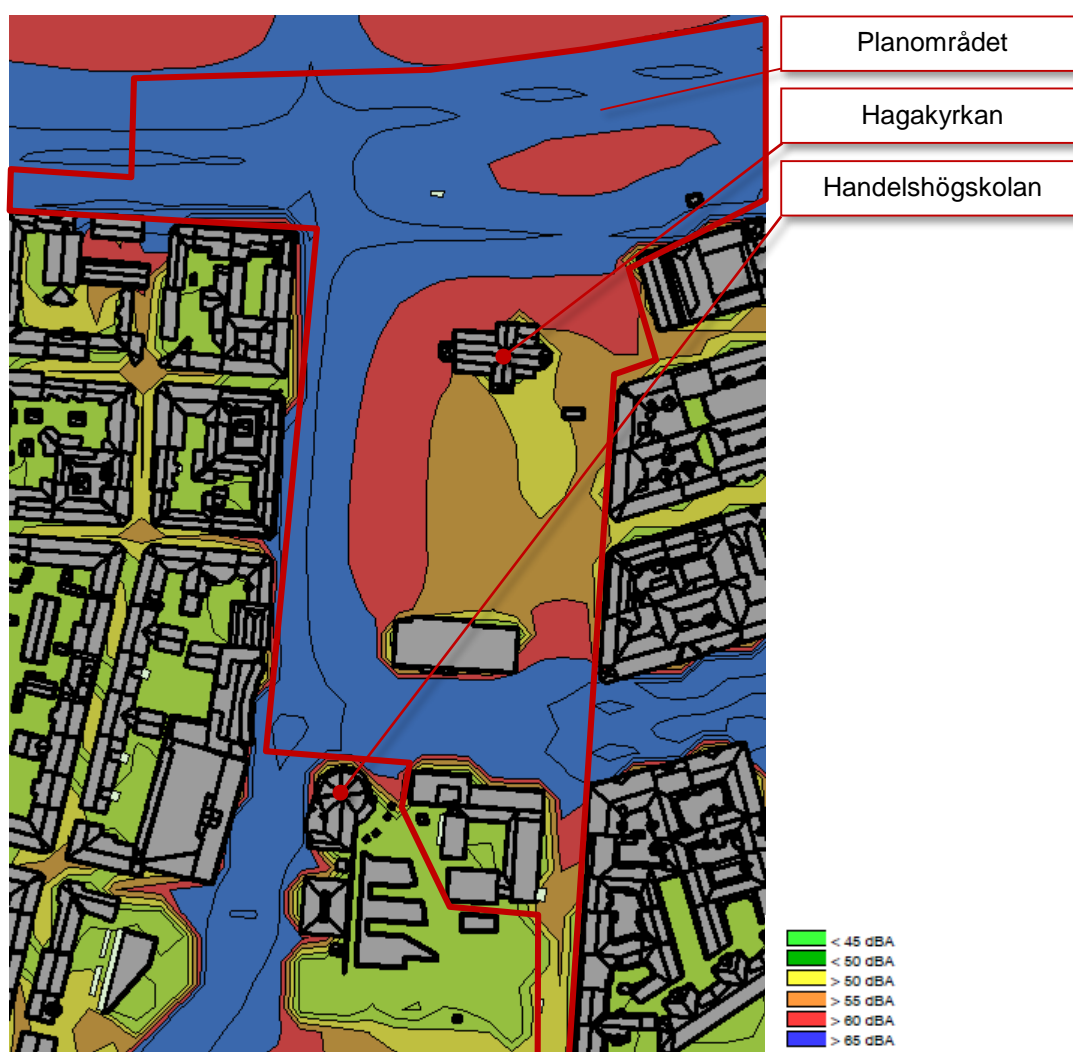 Planområdet
Hagakyrkan
Handelshögskolan
< 45 dBA
< 50 dBA
> 50 dBA
> 55 dBA
> 60 dBA
> 65 dBA